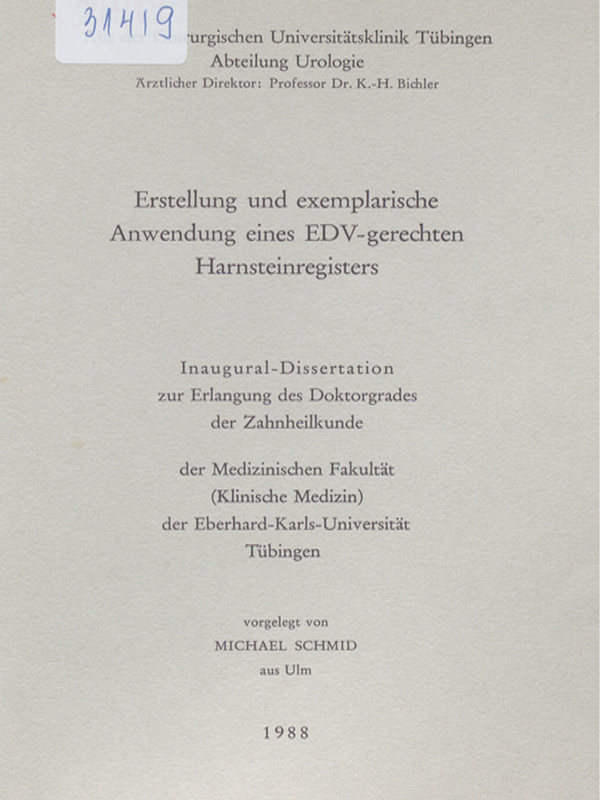 31419
rurgischen Universitätsklinik Tübingen
Abteilung Urologie
Ärztlicher Direktor: Professor Dr. K.-H. Bichler
Erstellung und exemplarische
Anwendung eines EDV-gerechten
Harnsteinregisters
Inaugural-Dissertation
zur Erlangung des Doktorgrades
der Zahnheilkunde
der Medizinischen Fakultät
(Klinische Medizin)
der Eberhard-Karls-Universität
Tübingen
vorgelegt von
MICHAEL SCHMID
aus Ulm
1988